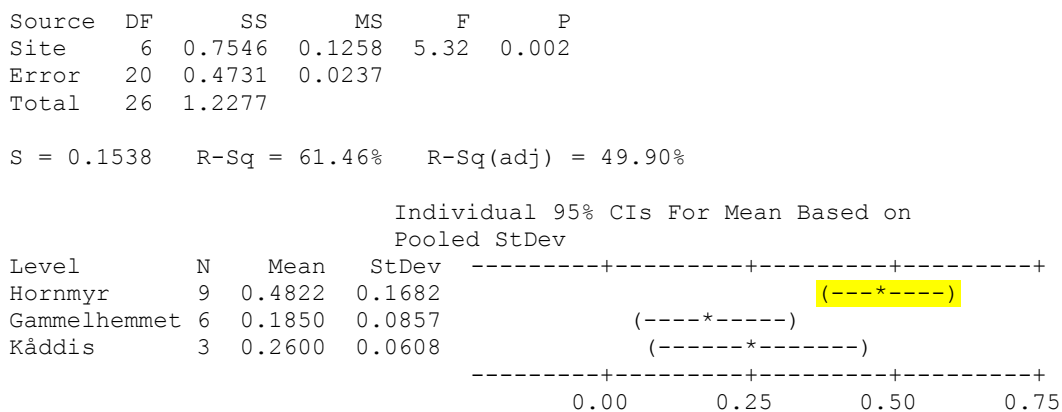 Source  DF      SS      MS     F      P
Site     6  0.7546  0.1258  5.32  0.002
Error   20  0.4731  0.0237
Total   26  1.2277
S = 0.1538   R-Sq = 61.46%   R-Sq(adj) = 49.90%
Individual 95% CIs For Mean Based on
Pooled StDev
Level        N    Mean   StDev  ---------+---------+---------+---------+
Hornmyr      9  0.4822  0.1682                          (---*----)
Gammelhemmet 6  0.1850  0.0857             (----*-----)
Kåddis       3  0.2600  0.0608              (------*-------)
---------+---------+---------+---------+
0.00      0.25      0.50      0.75